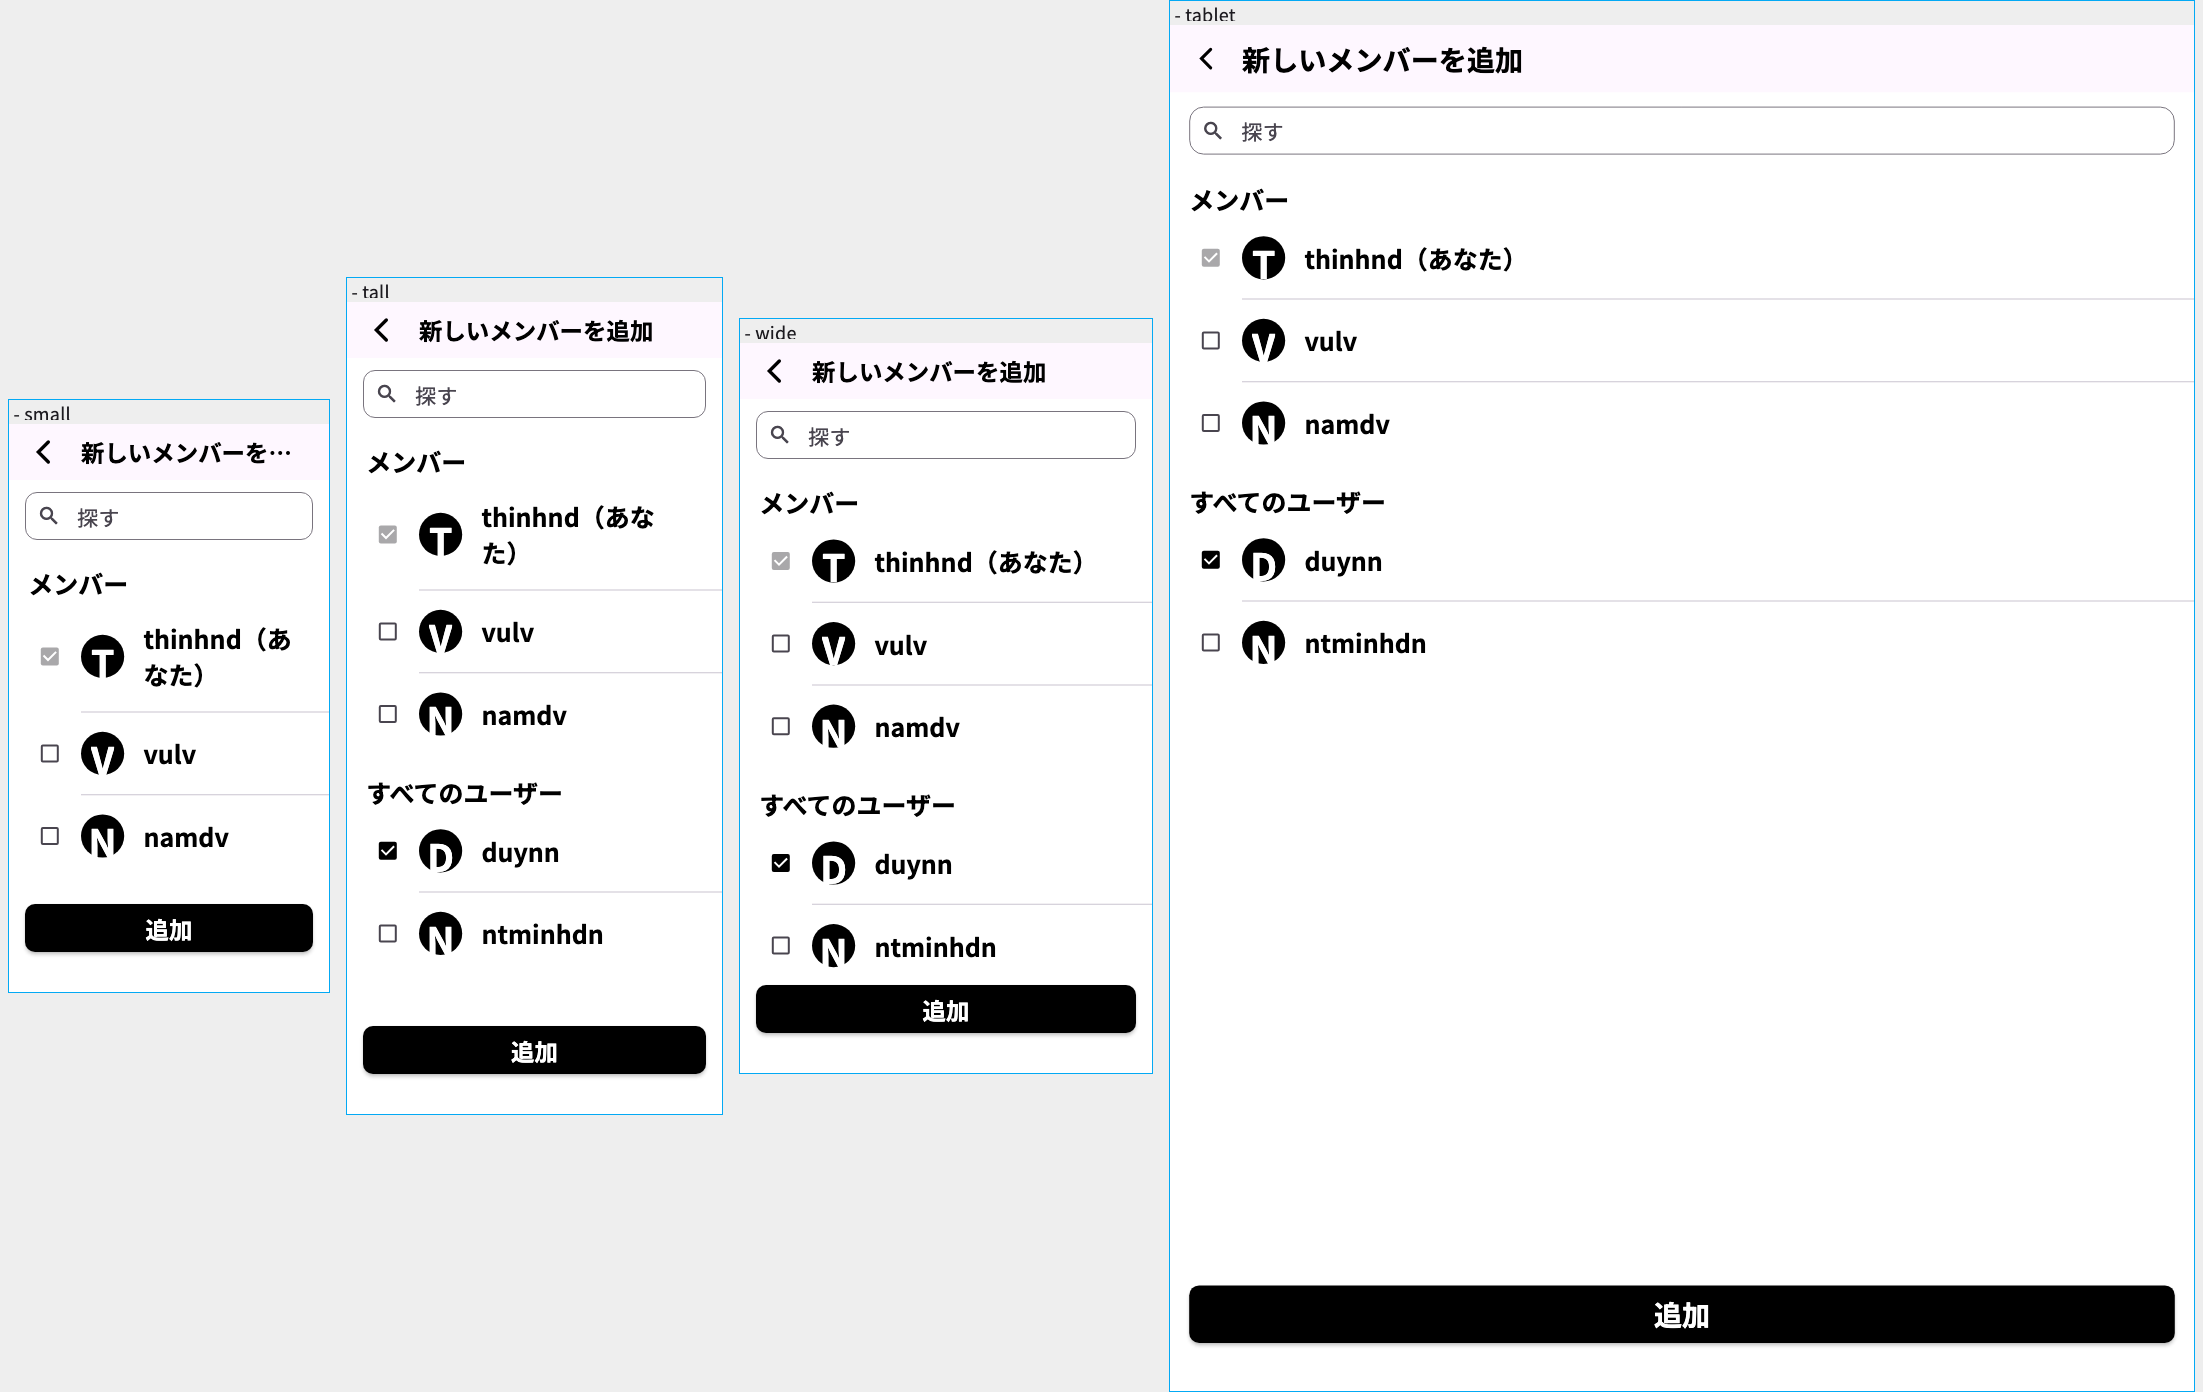 - small
新しいメンバーを…
探す
メンバー
T
thinhnd（あ
なた）
V
vulv
N
namdv
追加
- tall
新しいメンバーを追加
探す
メンバー
T
thinhnd（あな
た）
V
vulv
N
namdv
すべてのユーザー
D
duynn
N
ntminhdn
追加
- wide
新しいメンバーを追加
探す
メンバー
T
thinhnd（あなた）
V
vulv
N
namdv
すべてのユーザー
D
duynn
N
ntminhdn
追加
- tablet
新しいメンバーを追加
探す
メンバー
T
thinhnd（あなた）
V
vulv
N
namdv
すべてのユーザー
D
duynn
N
ntminhdn
追加